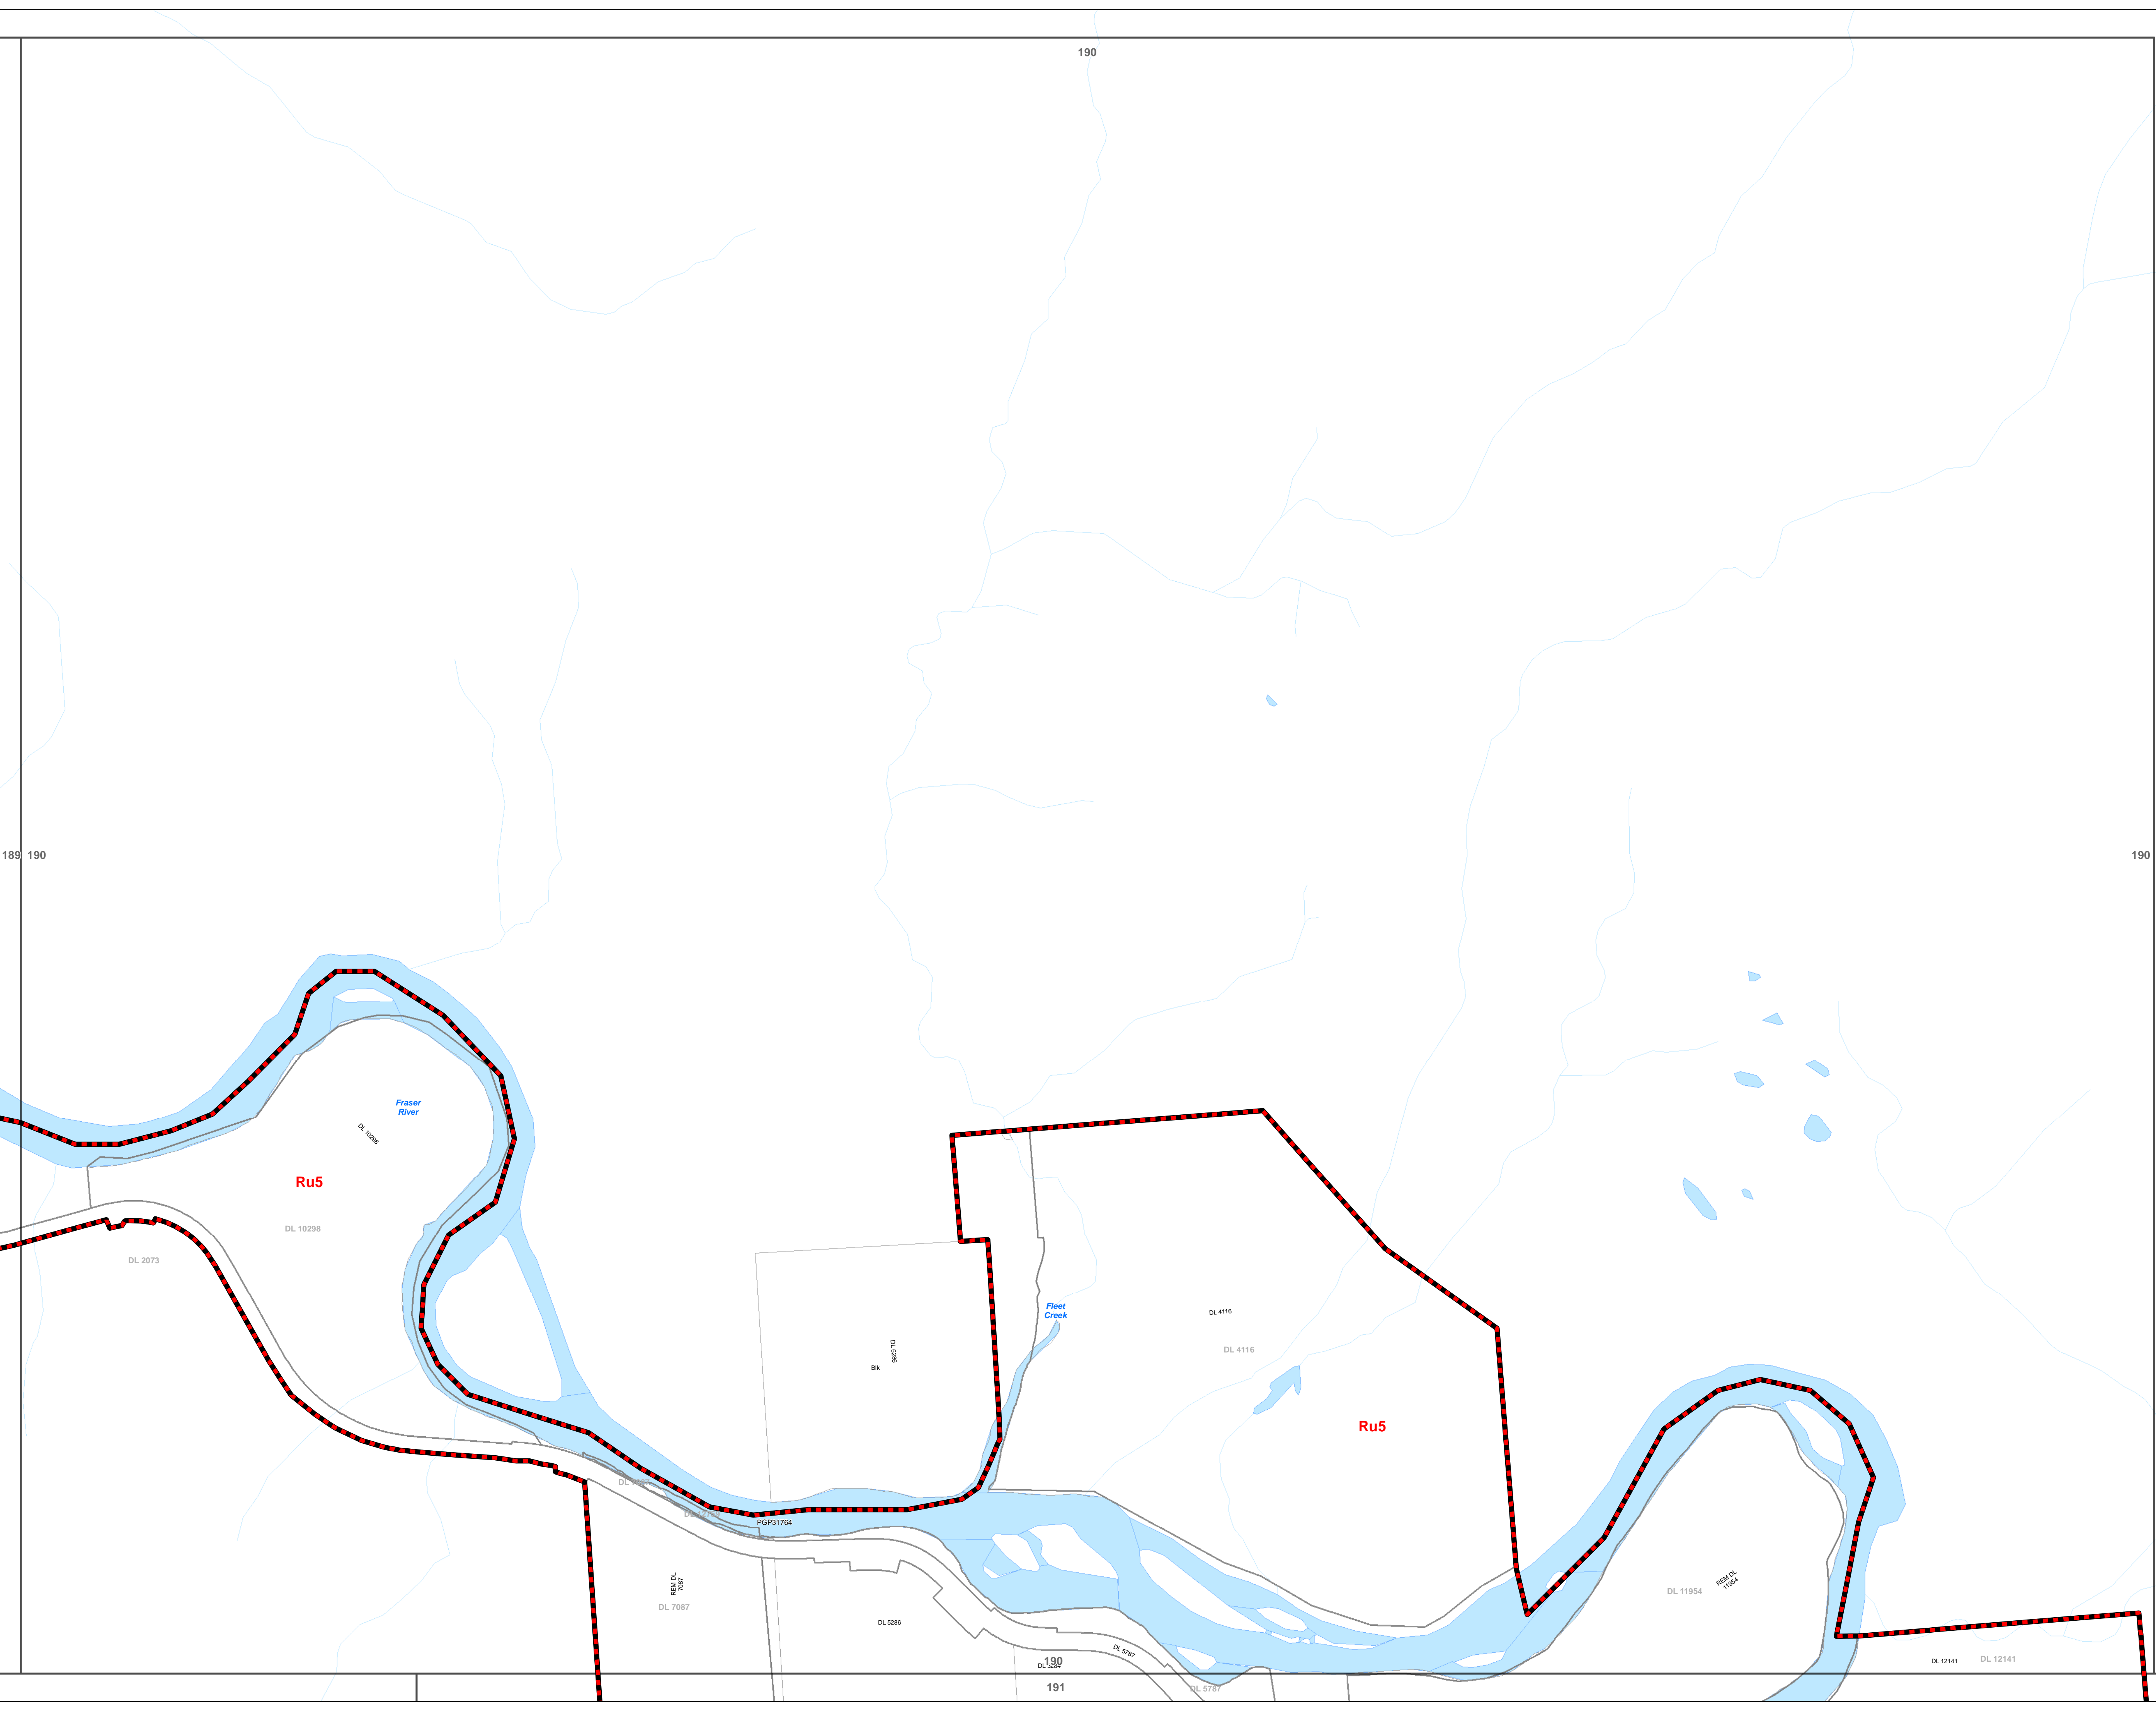 190
189
190
190
Fraser
River
DL 10298
Ru5
DL 10298
DL 2073
Fleet
Creek
DL 4116
DL 4116
DL 5286
Blk
Ru5
PGP31764
REM DL
7087
DL 7087
DL 5286
DL 5787
REM DL
11954
DL 11954
DL 12141
DL 12141
190
191
DL 5787